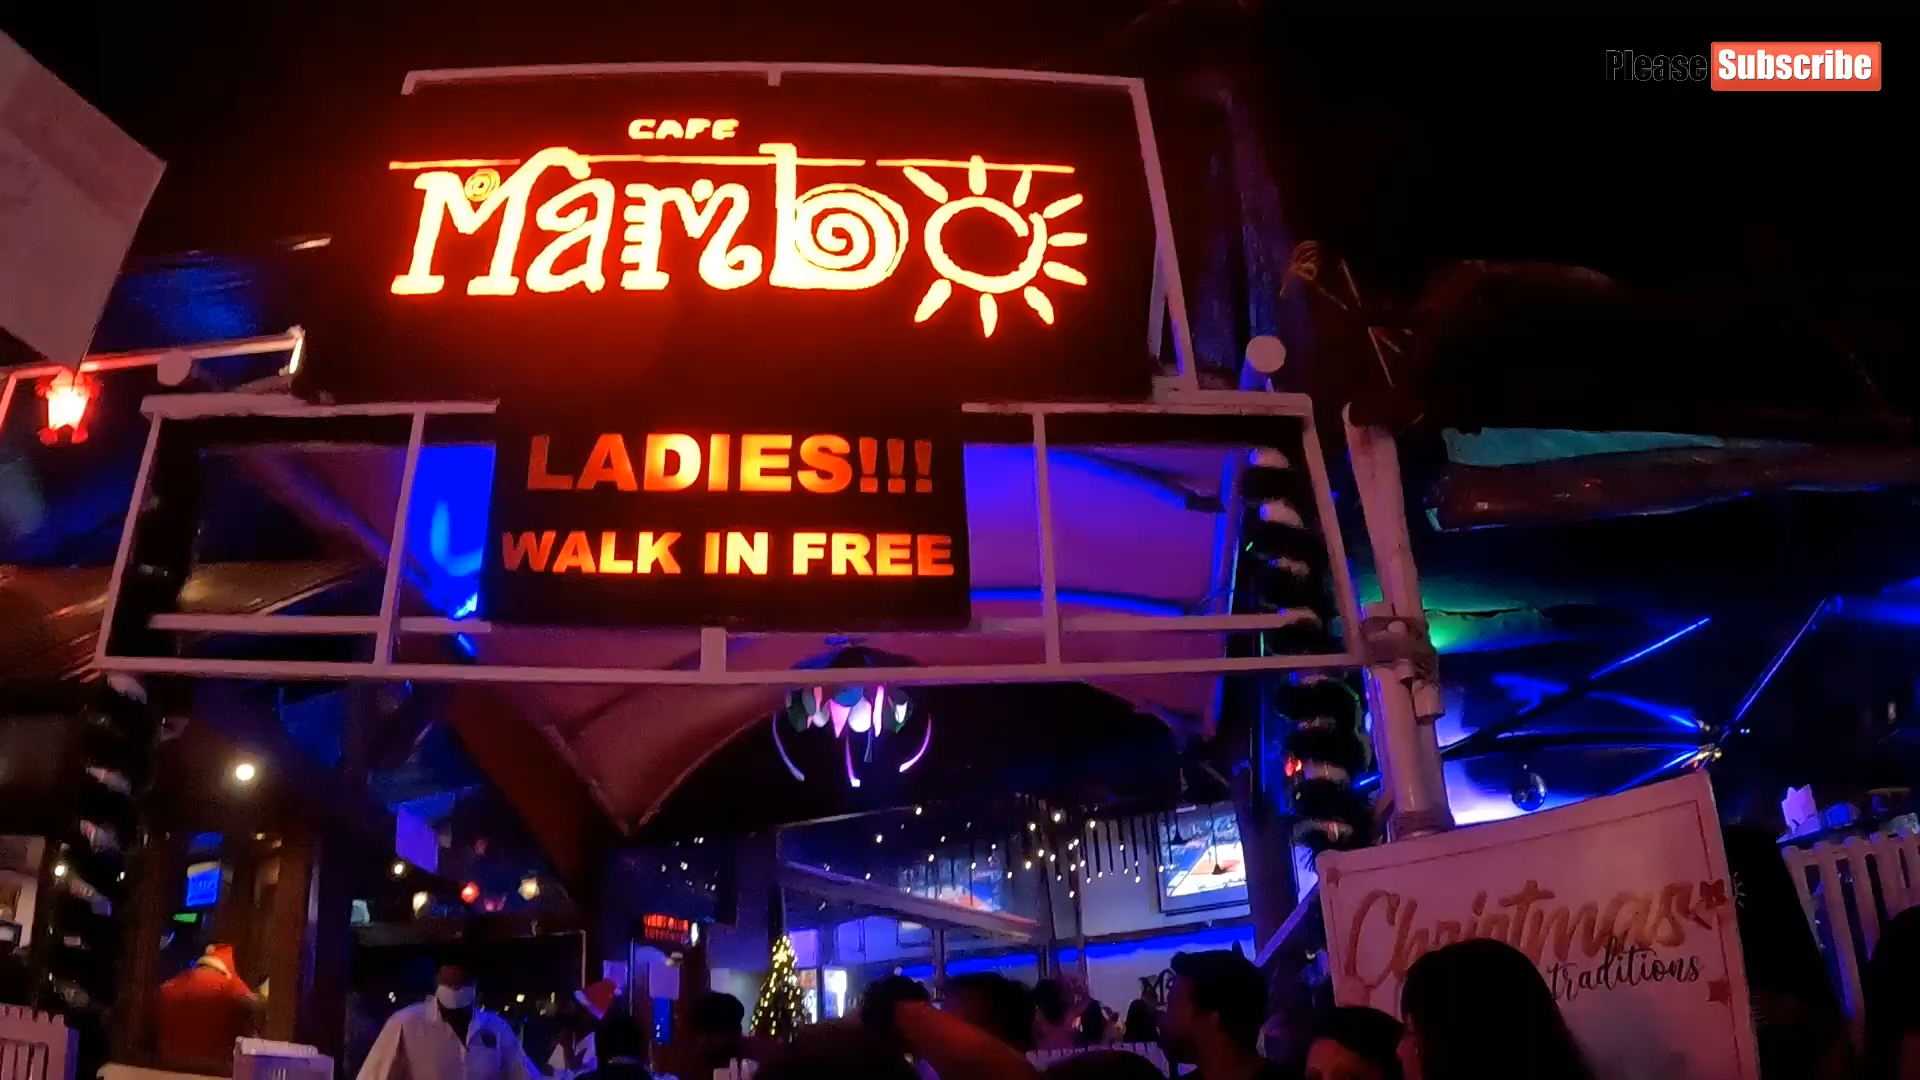 Please Subscribe
CAFE
Mambo
LADIES!!!
WALK IN FREE
Christmas
traditions